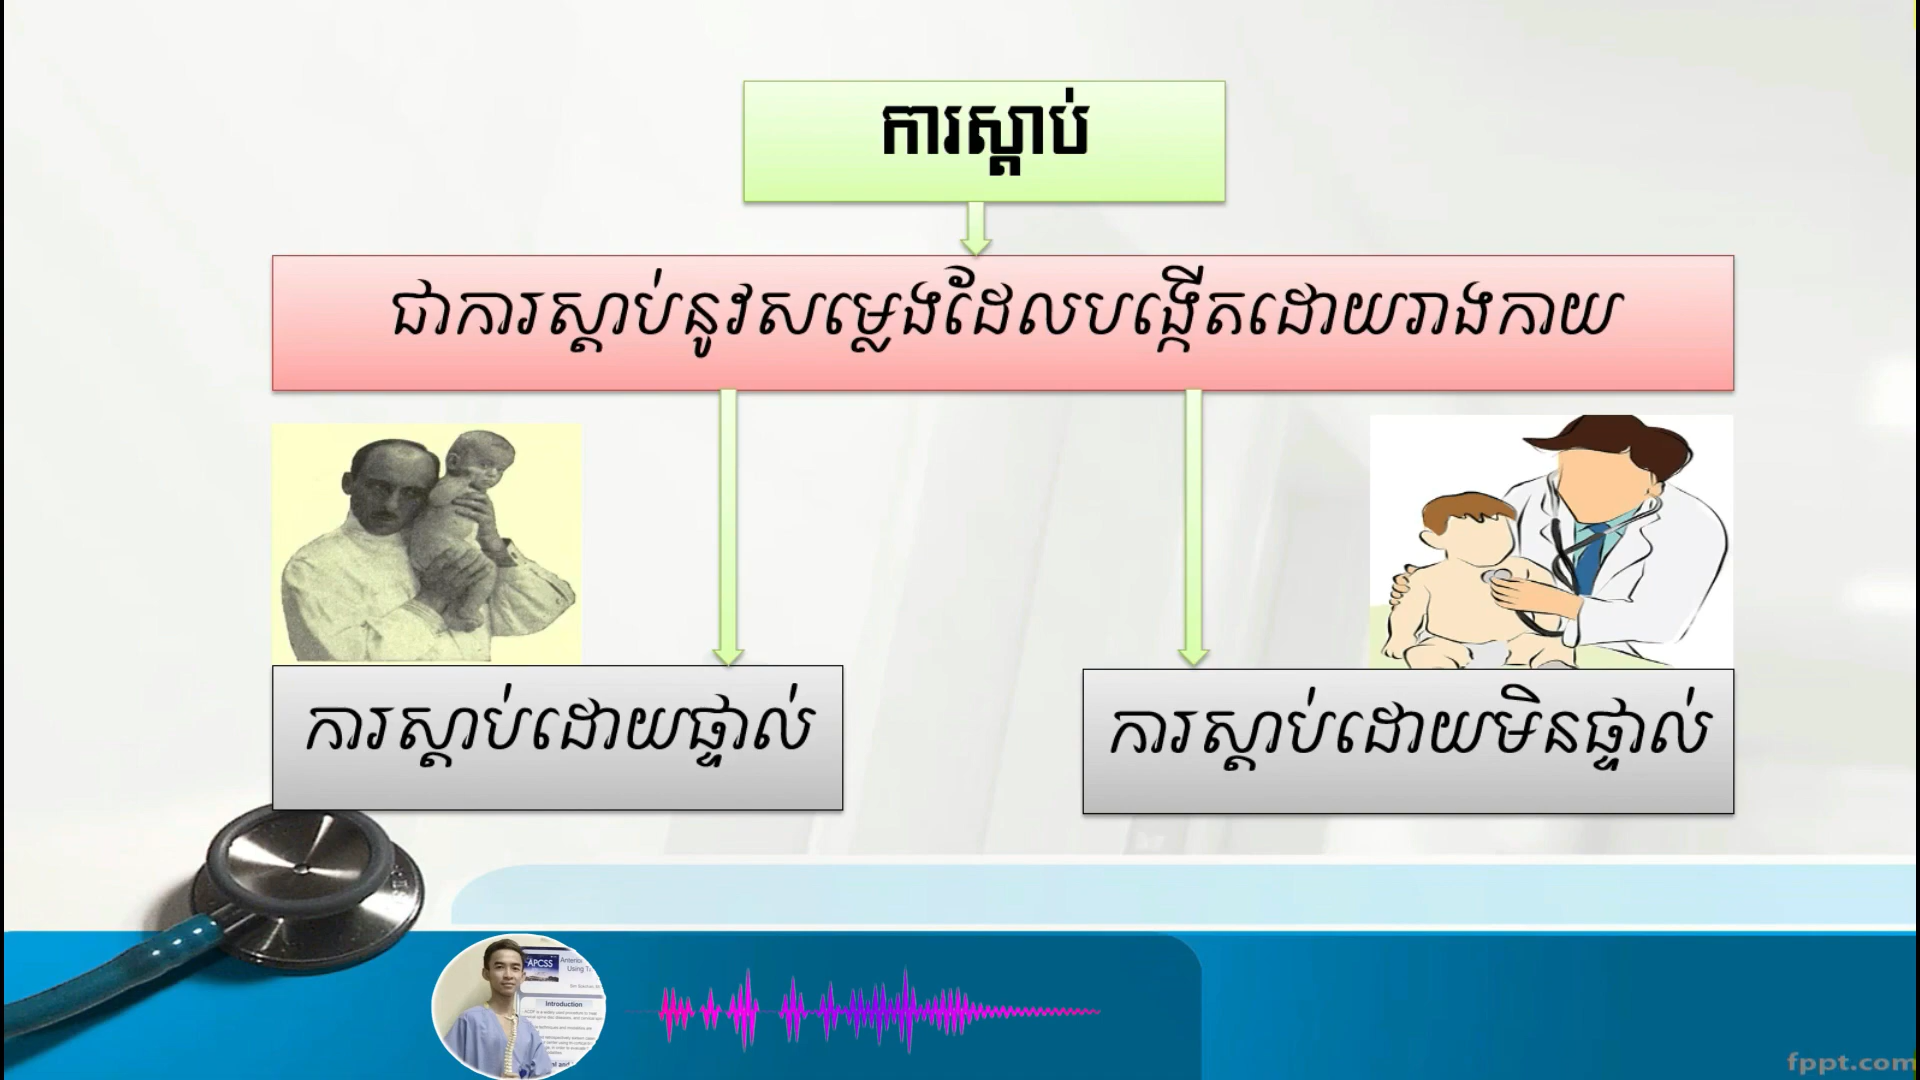 ការស្តាប់
ជាការស្តាប់នូវសម្លេងដែលបង្កើតដោយរាងកាយ
ការស្តាប់ដោយផ្ទាល់
ការស្តាប់ដោយមិនផ្ទាល់
APCSS
Introduction
fppt.com